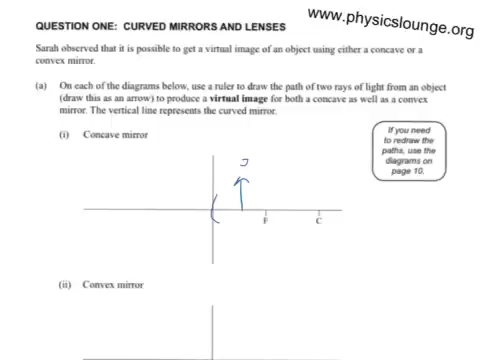 www.physicslounge.org
QUESTION ONE: CURVED MIRRORS AND LENSES
Sarah observed that it is possible to get a virtual image of an object using either a concave or a
convex mirror.
(a) On each of the diagrams below, use a ruler to draw the path of two rays of light from an object
(draw this as an arrow) to produce a virtual image for both a concave as well as a convex
mirror. The vertical line represents the curved mirror.
(i) Concave mirror
If you need
to redraw the
paths, use the
diagrams on
page 10.
F
C
(ii) Convex mirror